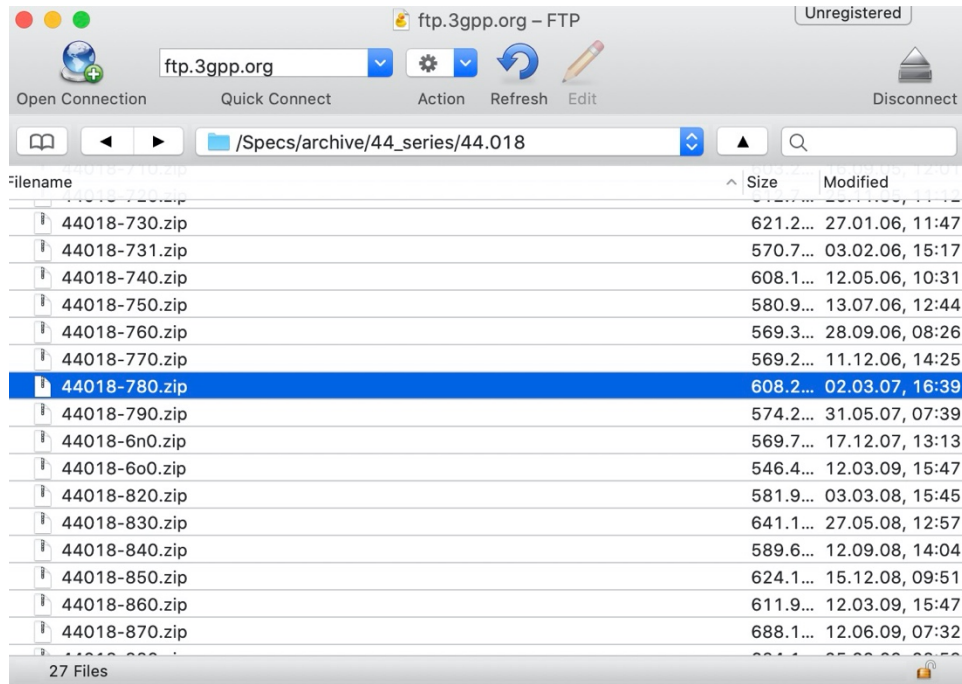 ftp.3gpp.org – FTP
Unregistered
ftp.3gpp.org
Open Connection
Quick Connect
Action
Refresh
Edit
Disconnect
/Specs/archive/44_series/44.018
Filename Size Modified
44018-730.zip 621.2... 27.01.06, 11:47
44018-731.zip 570.7... 03.02.06, 15:17
44018-740.zip 608.1... 12.05.06, 10:31
44018-750.zip 580.9... 13.07.06, 12:44
44018-760.zip 569.3... 28.09.06, 08:26
44018-770.zip 569.2... 11.12.06, 14:25
44018-780.zip 608.2... 02.03.07, 16:39
44018-790.zip 574.2... 31.05.07, 07:39
44018-6n0.zip 569.7... 17.12.07, 13:13
44018-6o0.zip 546.4... 12.03.09, 15:47
44018-820.zip 581.9... 03.03.08, 15:45
44018-830.zip 641.1... 27.05.08, 12:57
44018-840.zip 589.6... 12.09.08, 14:04
44018-850.zip 624.1... 15.12.08, 09:51
44018-860.zip 611.9... 12.03.09, 15:47
44018-870.zip 688.1... 12.06.09, 07:32
27 Files